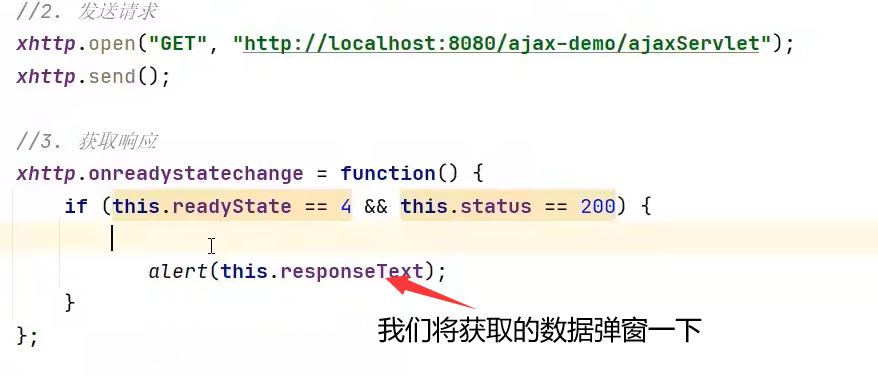 //2. 发送请求
xhttp.open("GET", "http://localhost:8080/ajax-demo/ajaxServlet");
xhttp.send();
//3. 获取响应
xhttp.onreadystatechange = function() {
if (this.readyState == 4 && this.status == 200) {
alert(this.responseText);
}
我们将获取的数据弹窗一下
};